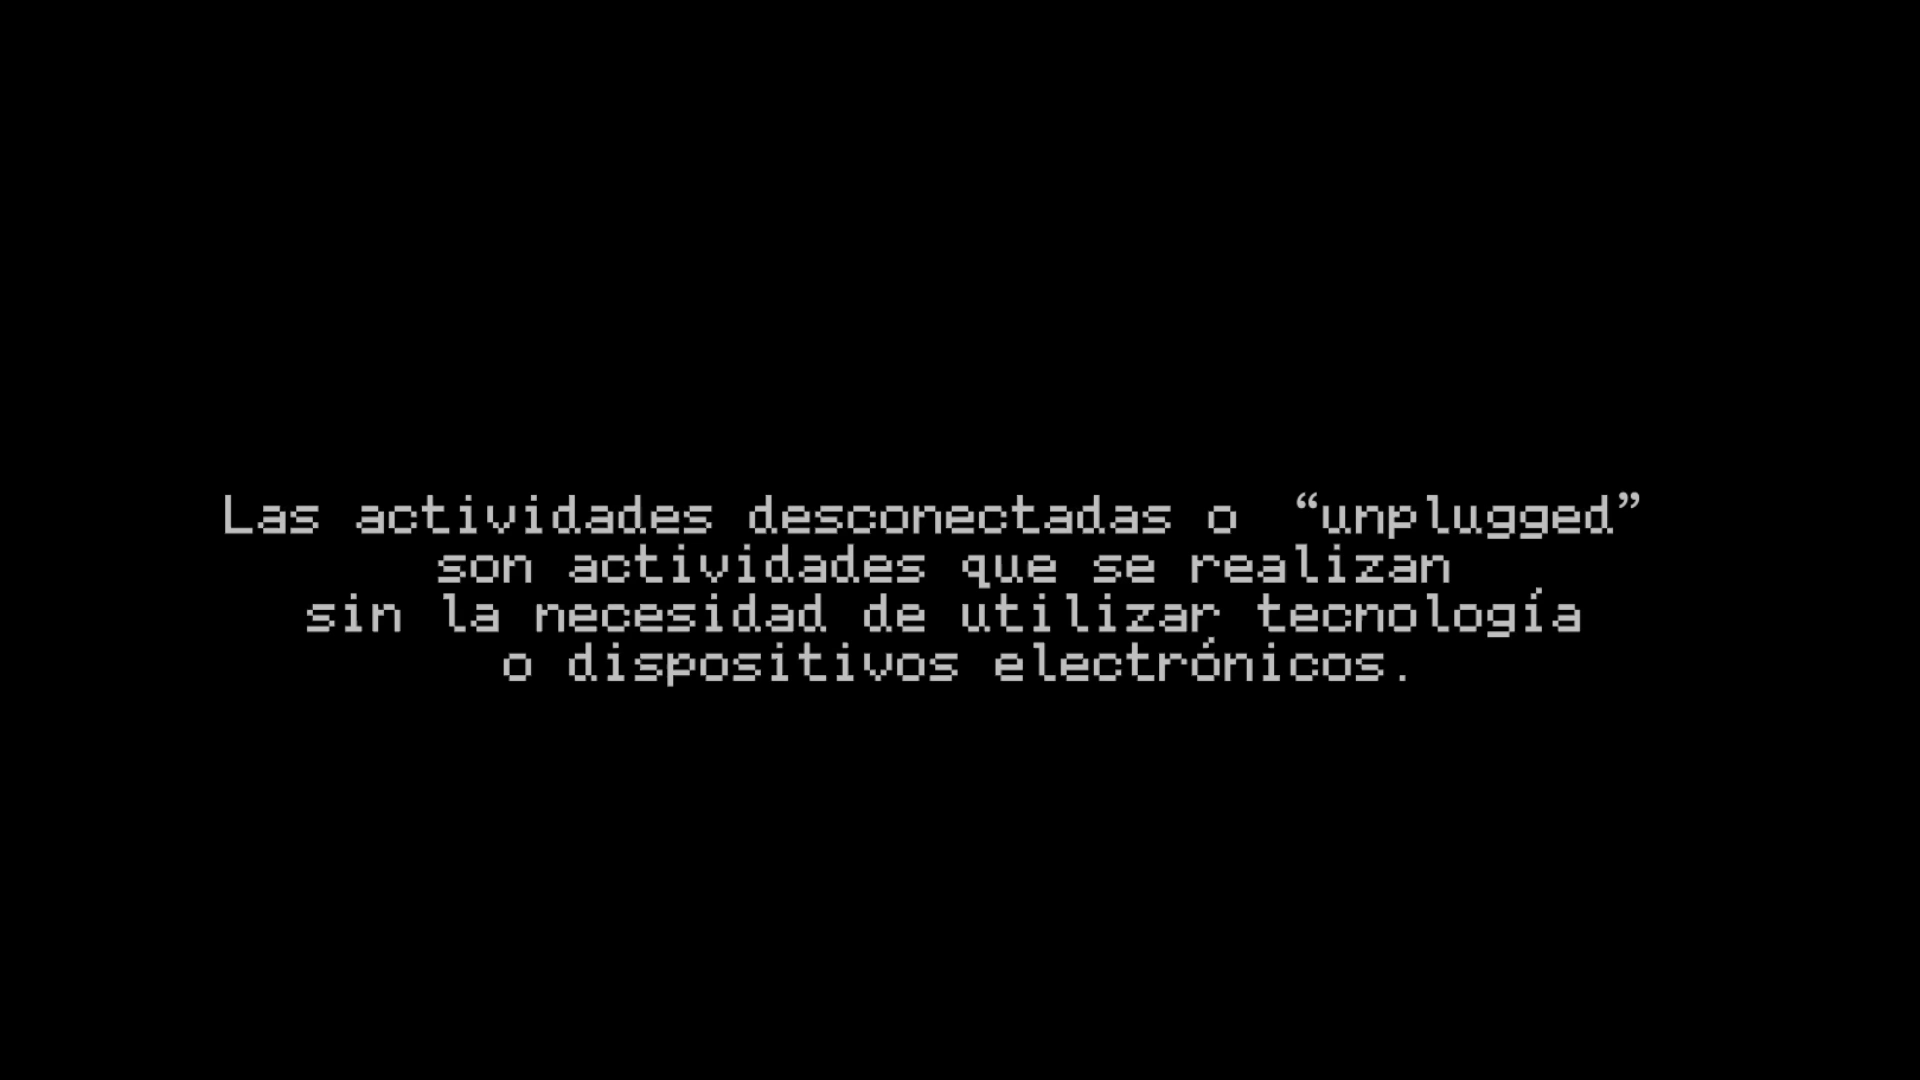 Las actividades desconectadas o “unplugged”
son actividades que se realizan
sin la necesidad de utilizar tecnología
o dispositivos electrónicos.